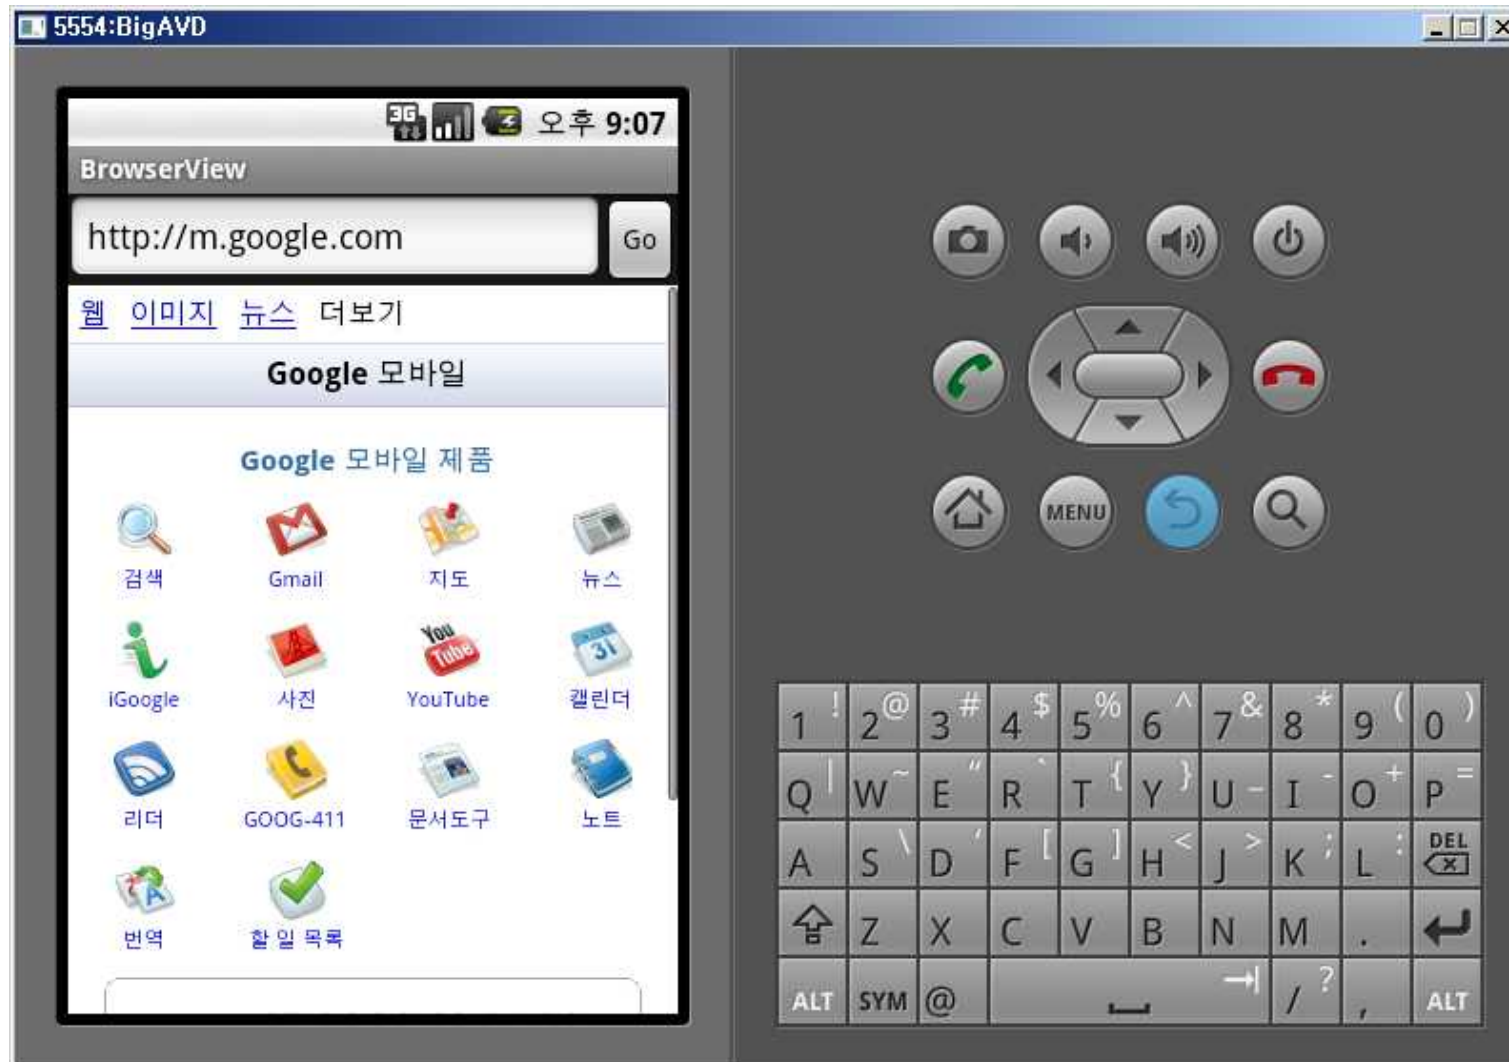 5554:BigAVD
3G 오후 9:07
BrowserView
http://m.google.com Go
웹 이미지 뉴스 더보기
Google 모바일
Google 모바일 제품
검색 Gmail 지도 뉴스
You Tube 31
iGoogle 사진 YouTube 캘린더
리더 GOOG-411 문서도구 노트
A
번역 할 일 목록
MENU
1 ! 2 @ 3 # 4 $ 5 % 6 ^ 7 & 8 * 9 ( 0 )
Q | W ~ E " R ` T { Y } U _ I - O + P =
A S \ D ' F [ G ] H < J > K ; L : DEL
Z X C V B N M .
ALT SYM @ / ? , ALT